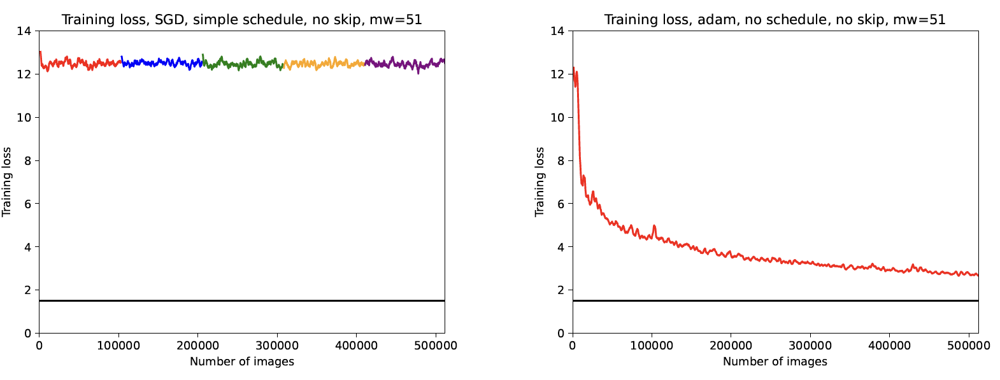 Training loss, SGD, simple schedule, no skip, mw=51
14
12
10
8
6
4
2
0
Training loss
0 100000 200000 300000 400000 500000
Number of images
Training loss, adam, no schedule, no skip, mw=51
14
12
10
8
6
4
2
0
Training loss
0 100000 200000 300000 400000 500000
Number of images